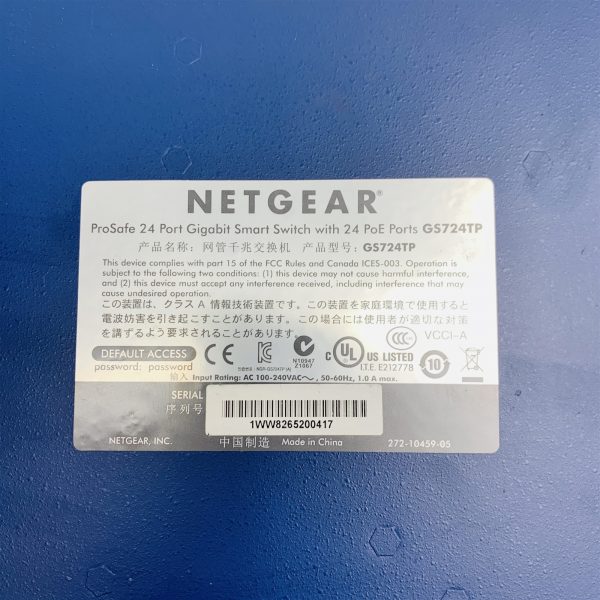 NETGEAR®
ProSafe 24 Port Gigabit Smart Switch with 24 PoE Ports GS724TP
产品名称: 网管千兆交换机 产品型号: GS724TP
This device complies with part 15 of the FCC Rules and Canada ICES-003. Operation is
subject to the following two conditions: (1) this device may not cause harmful interference,
and (2) this device must accept any interference received, including interference that may
cause undesired operation.
この装置は、クラス A 情報技術装置です。この装置を家庭環境で使用すると
電波妨害を引き起こすことがあります。この場合には使用者が適切な対策
を講ずるよう要求されることがあります。
VCCI-A
DEFAULT ACCESS
password: password
CE
N10947
Z1067
C UL US LISTED
I.T.E. E212778
CCC
10
输入 Input Rating: AC 100-240VAC～, 50-60Hz, 1.0 A max.
SERIAL
序列号
1WW8265200417
NETGEAR, INC. 中国制造 Made in China 272-10459-05